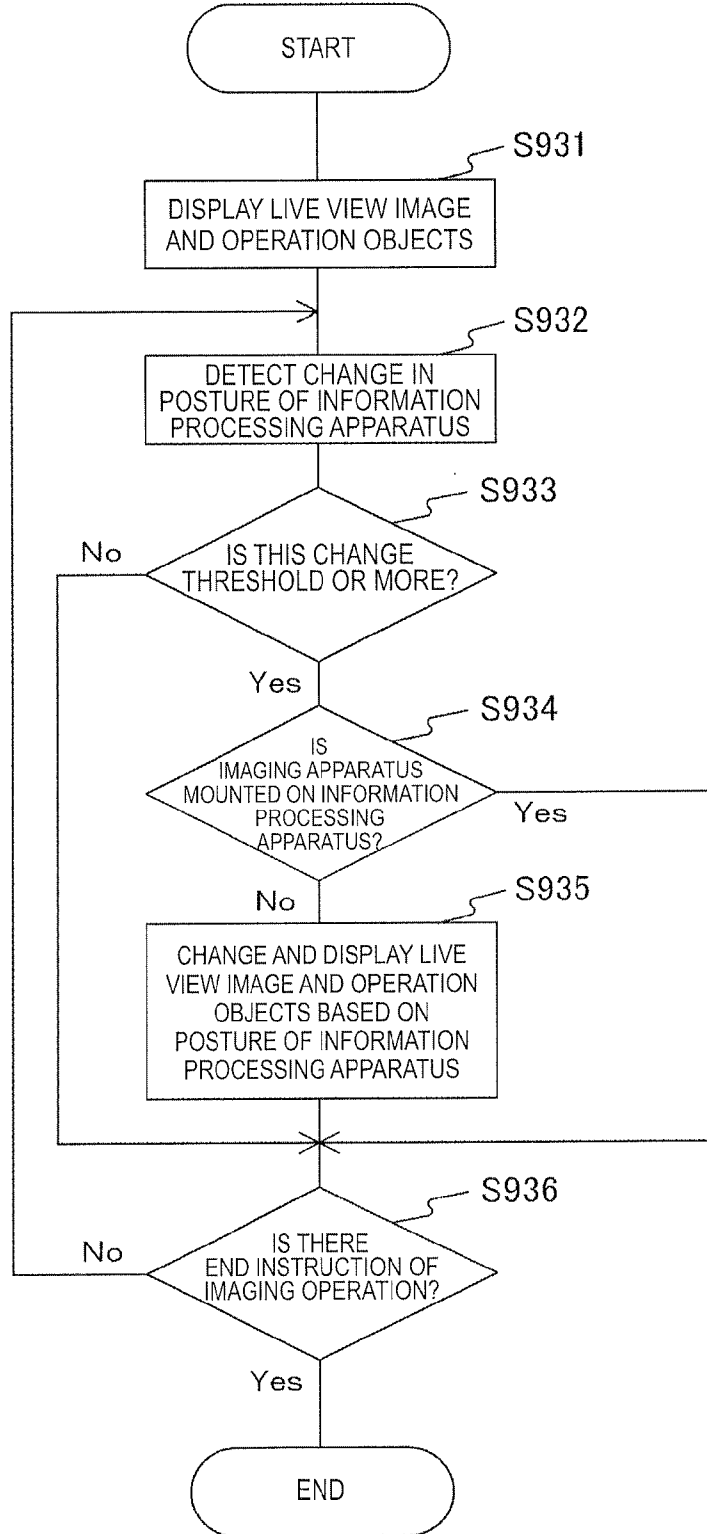 START
S931
DISPLAY LIVE VIEW IMAGE
AND OPERATION OBJECTS
S932
DETECT CHANGE IN
POSTURE OF INFORMATION
PROCESSING APPARATUS
S933
No
IS THIS CHANGE
THRESHOLD OR MORE?
Yes
S934
IS
IMAGING APPARATUS
MOUNTED ON INFORMATION
PROCESSING
APPARATUS?
Yes
No
S935
CHANGE AND DISPLAY LIVE
VIEW IMAGE AND OPERATION
OBJECTS BASED ON
POSTURE OF INFORMATION
PROCESSING APPARATUS
S936
No
IS THERE
END INSTRUCTION OF
IMAGING OPERATION?
Yes
END